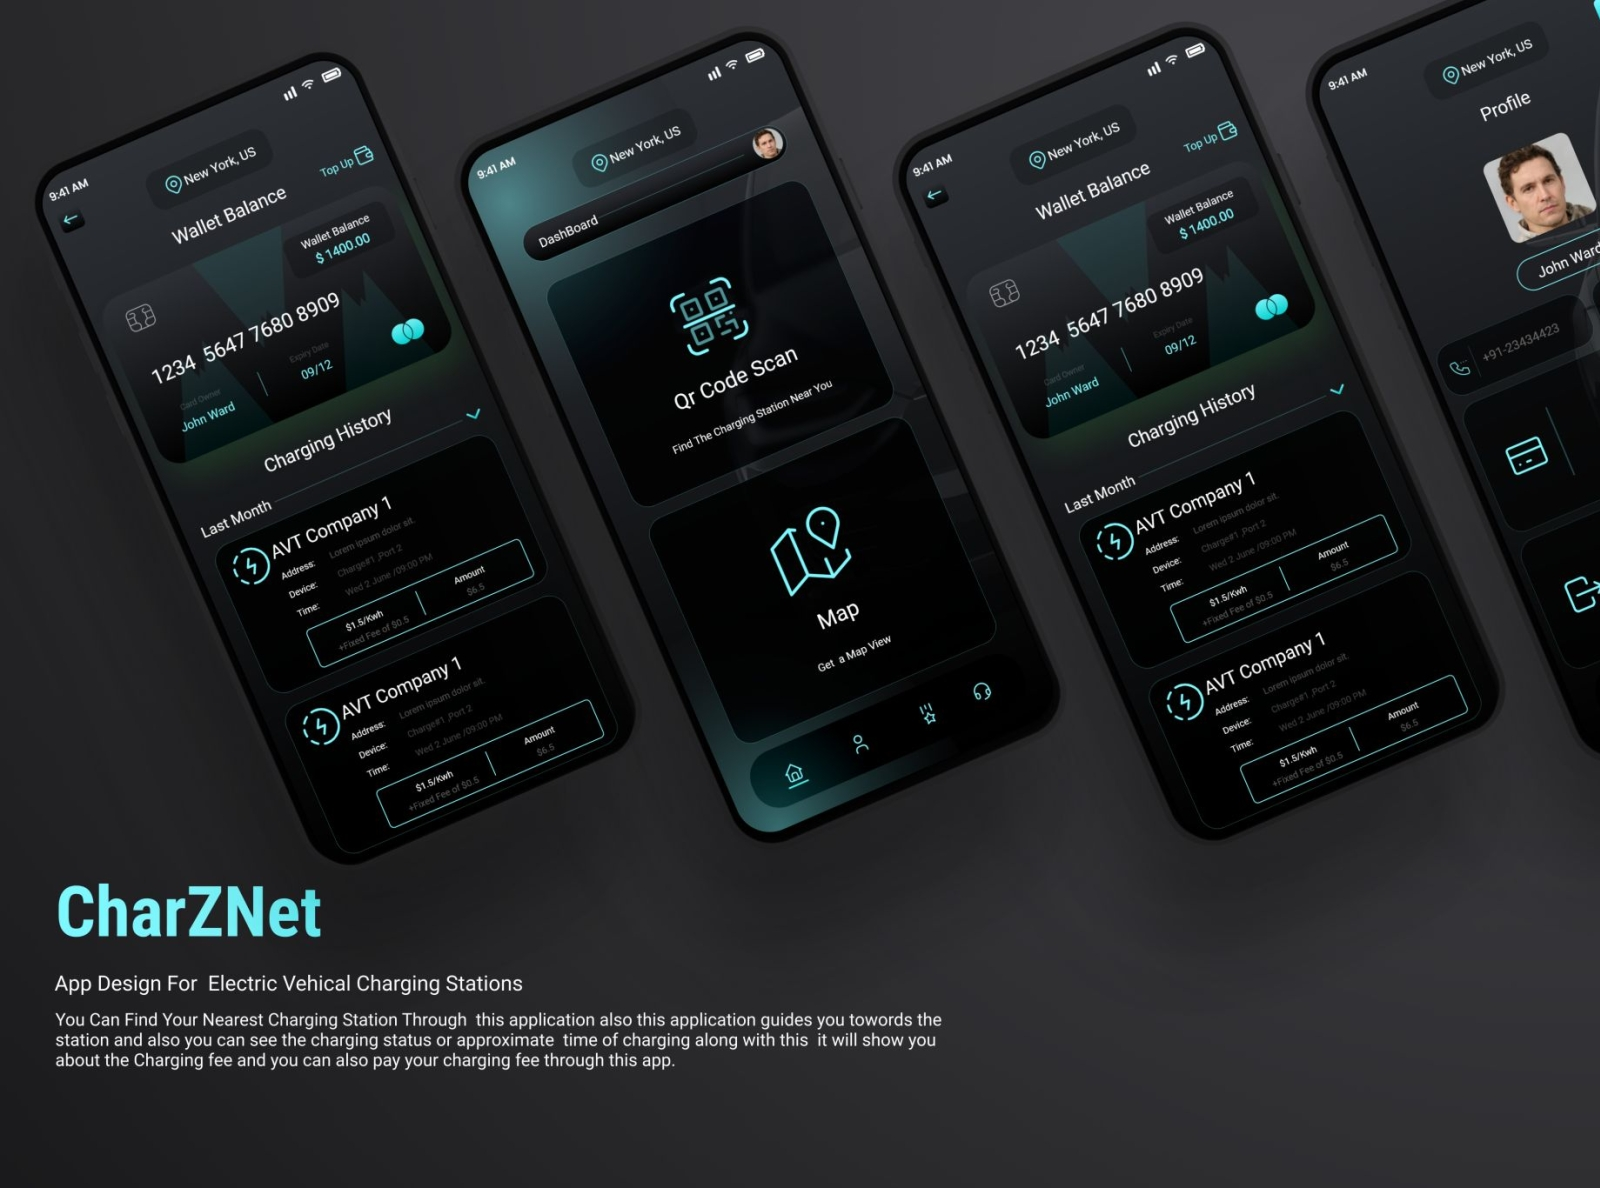 9:41 AM
New York, US
Top Up
Wallet Balance
Wallet Balance
$ 1400.00
1234 5647 7680 8909
Card Owner
John Ward
Expiry Date
09/12
Charging History
Last Month
AVT Company 1
Address: Lorem ipsum dolor sit.
Device: Charge#1 ,Port 2
Time: Wed 2 June /09:00 PM
$1.5/Kwh
+Fixed Fee of $0.5
Amount
$6.5
AVT Company 1
Address: Lorem ipsum dolor sit.
Device: Charge#1 ,Port 2
Time: Wed 2 June /09:00 PM
$1.5/Kwh
+Fixed Fee of $0.5
Amount
$6.5
9:41 AM
New York, US
DashBoard
Qr Code Scan
Find The Charging Station Near You
Map
Get a Map View
9:41 AM
New York, US
Top Up
Wallet Balance
Wallet Balance
$ 1400.00
1234 5647 7680 8909
Card Owner
John Ward
Expiry Date
09/12
Charging History
Last Month
AVT Company 1
Address: Lorem ipsum dolor sit.
Device: Charge#1 ,Port 2
Time: Wed 2 June /09:00 PM
$1.5/Kwh
+Fixed Fee of $0.5
Amount
$6.5
AVT Company 1
Address: Lorem ipsum dolor sit.
Device: Charge#1 ,Port 2
Time: Wed 2 June /09:00 PM
$1.5/Kwh
+Fixed Fee of $0.5
Amount
$6.5
9:41 AM
New York, US
Profile
John Ward
+91-23434423
CharZNet
App Design For Electric Vehical Charging Stations
You Can Find Your Nearest Charging Station Through this application also this application guides you towords the
station and also you can see the charging status or approximate time of charging along with this it will show you
about the Charging fee and you can also pay your charging fee through this app.